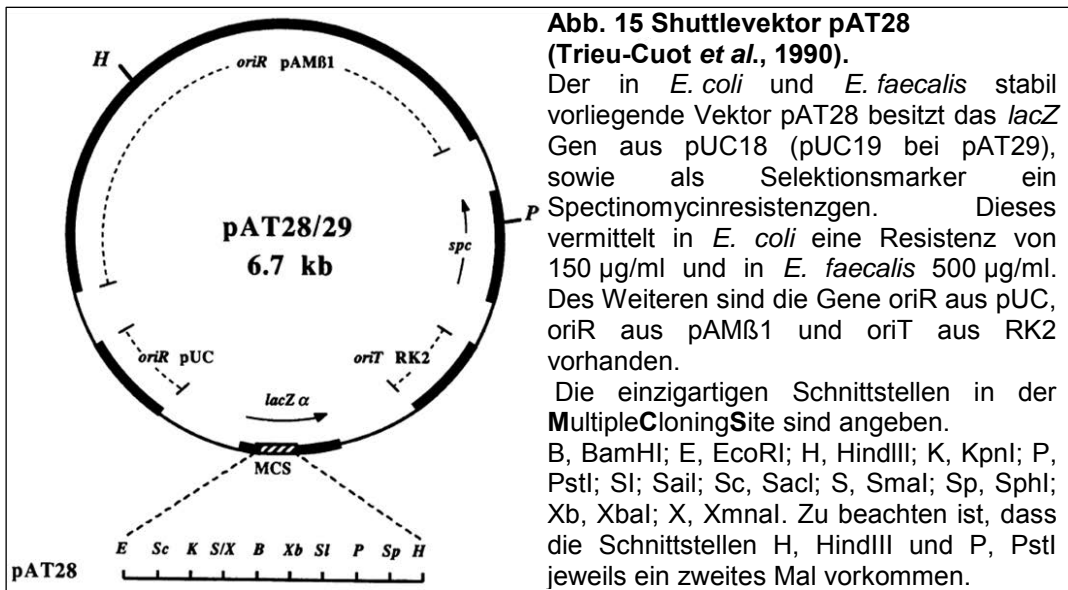 H
oriR pAMß1
P
spc
pAT28/29
6.7 kb
oriR pUC
oriT RK2
lacZ α
MCS
E Sc K S/X B Xb Sl P Sp H
pAT28
Abb. 15 Shuttlevektor pAT28
(Trieu-Cuot et al., 1990).
Der in E. coli und E. faecalis stabil
vorliegende Vektor pAT28 besitzt das lacZ
Gen aus pUC18 (pUC19 bei pAT29),
sowie als Selektionsmarker ein
Spectinomycinresistenzgen. Dieses
vermittelt in E. coli eine Resistenz von
150 µg/ml und in E. faecalis 500 µg/ml.
Des Weiteren sind die Gene oriR aus pUC,
oriR aus pAMß1 und oriT aus RK2
vorhanden.
Die einzigartigen Schnittstellen in der
MultipleCloningSite sind angeben.
B, BamHI; E, EcoRI; H, HindIII; K, KpnI; P,
PstI; SI; SaiI; Sc, SacI; S, SmaI; Sp, SphI;
Xb, XbaI; X, XmnaI. Zu beachten ist, dass
die Schnittstellen H, HindIII und P, PstI
jeweils ein zweites Mal vorkommen.